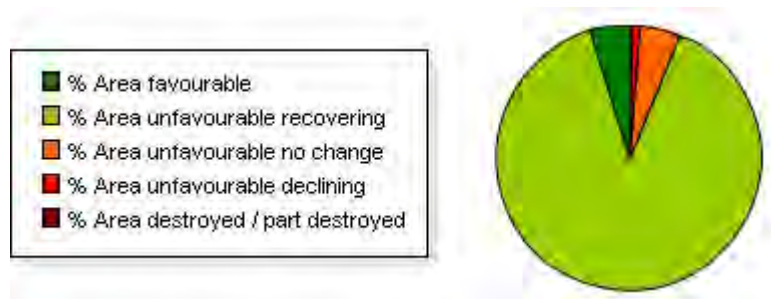 % Area favourable
% Area unfavourable recovering
% Area unfavourable no change
% Area unfavourable declining
% Area destroyed / part destroyed